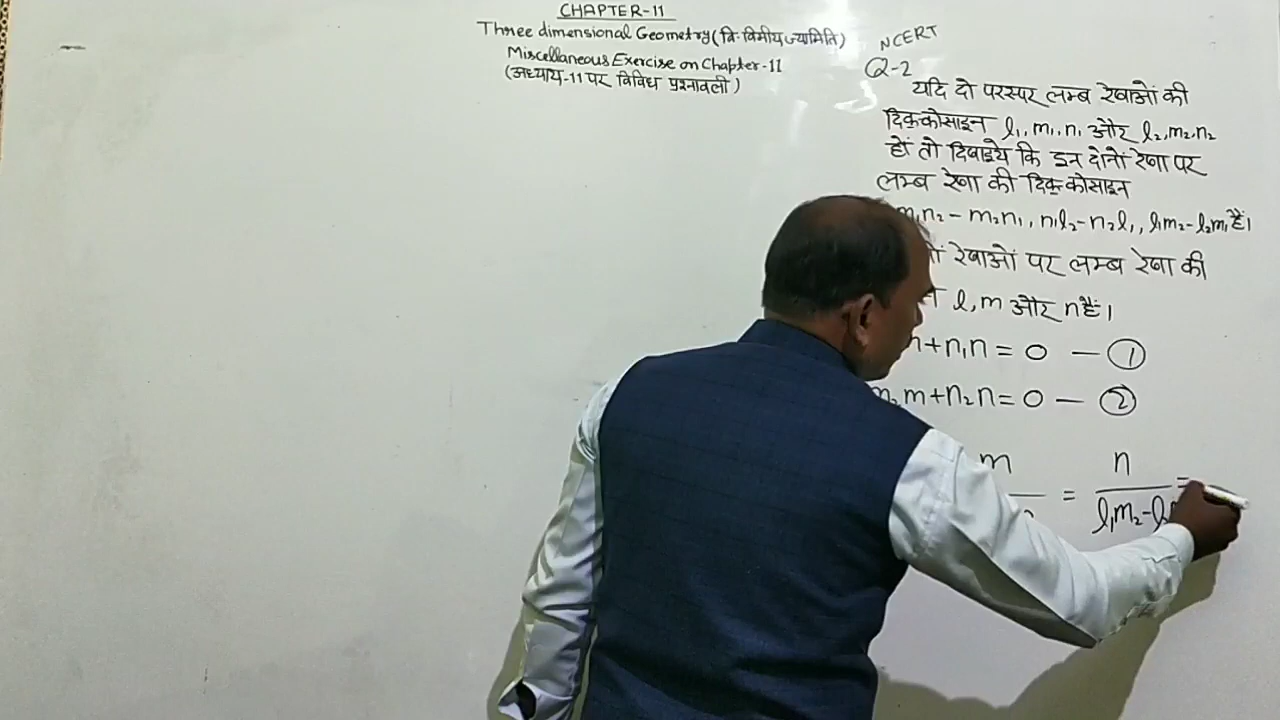 CHAPTER-11
Three dimensional Geometry (त्रि-विमीय ज्यामिति)
Miscellaneous Exercise on Chapter-11
(अध्याय-11 पर विविध प्रश्नावली)
NCERT
Q-2
यदि दो परस्पर लम्ब रेखाओं की
दिक्-कोसाइन l₁, m₁, n₁ और l₂, m₂, n₂
हों तो दिखाइये कि इन दोनों रेखा पर
लम्ब रेखा की दिक्-कोसाइन
m₁n₂ - m₂n₁, n₁l₂ - n₂l₁, l₁m₂ - l₂m₁ हैं।
रेखाओं पर लम्ब रेखा की
l, m और n हैं।
+ n₁n = 0 — ①
m + n₂n = 0 — ②
m = n =
l₁m₂ - l₂